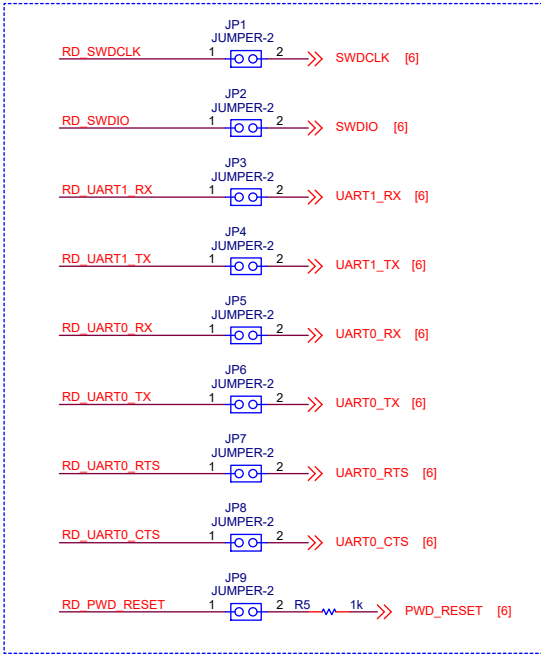 JP1
JUMPER-2
RD_SWDCLK 1 2 SWDCLK [6]
JP2
JUMPER-2
RD_SWDIO 1 2 SWDIO [6]
JP3
JUMPER-2
RD_UART1_RX 1 2 UART1_RX [6]
JP4
JUMPER-2
RD_UART1_TX 1 2 UART1_TX [6]
JP5
JUMPER-2
RD_UART0_RX 1 2 UART0_RX [6]
JP6
JUMPER-2
RD_UART0_TX 1 2 UART0_TX [6]
JP7
JUMPER-2
RD_UART0_RTS 1 2 UART0_RTS [6]
JP8
JUMPER-2
RD_UART0_CTS 1 2 UART0_CTS [6]
JP9
JUMPER-2
RD_PWD_RESET 1 2 R5 1k PWD_RESET [6]